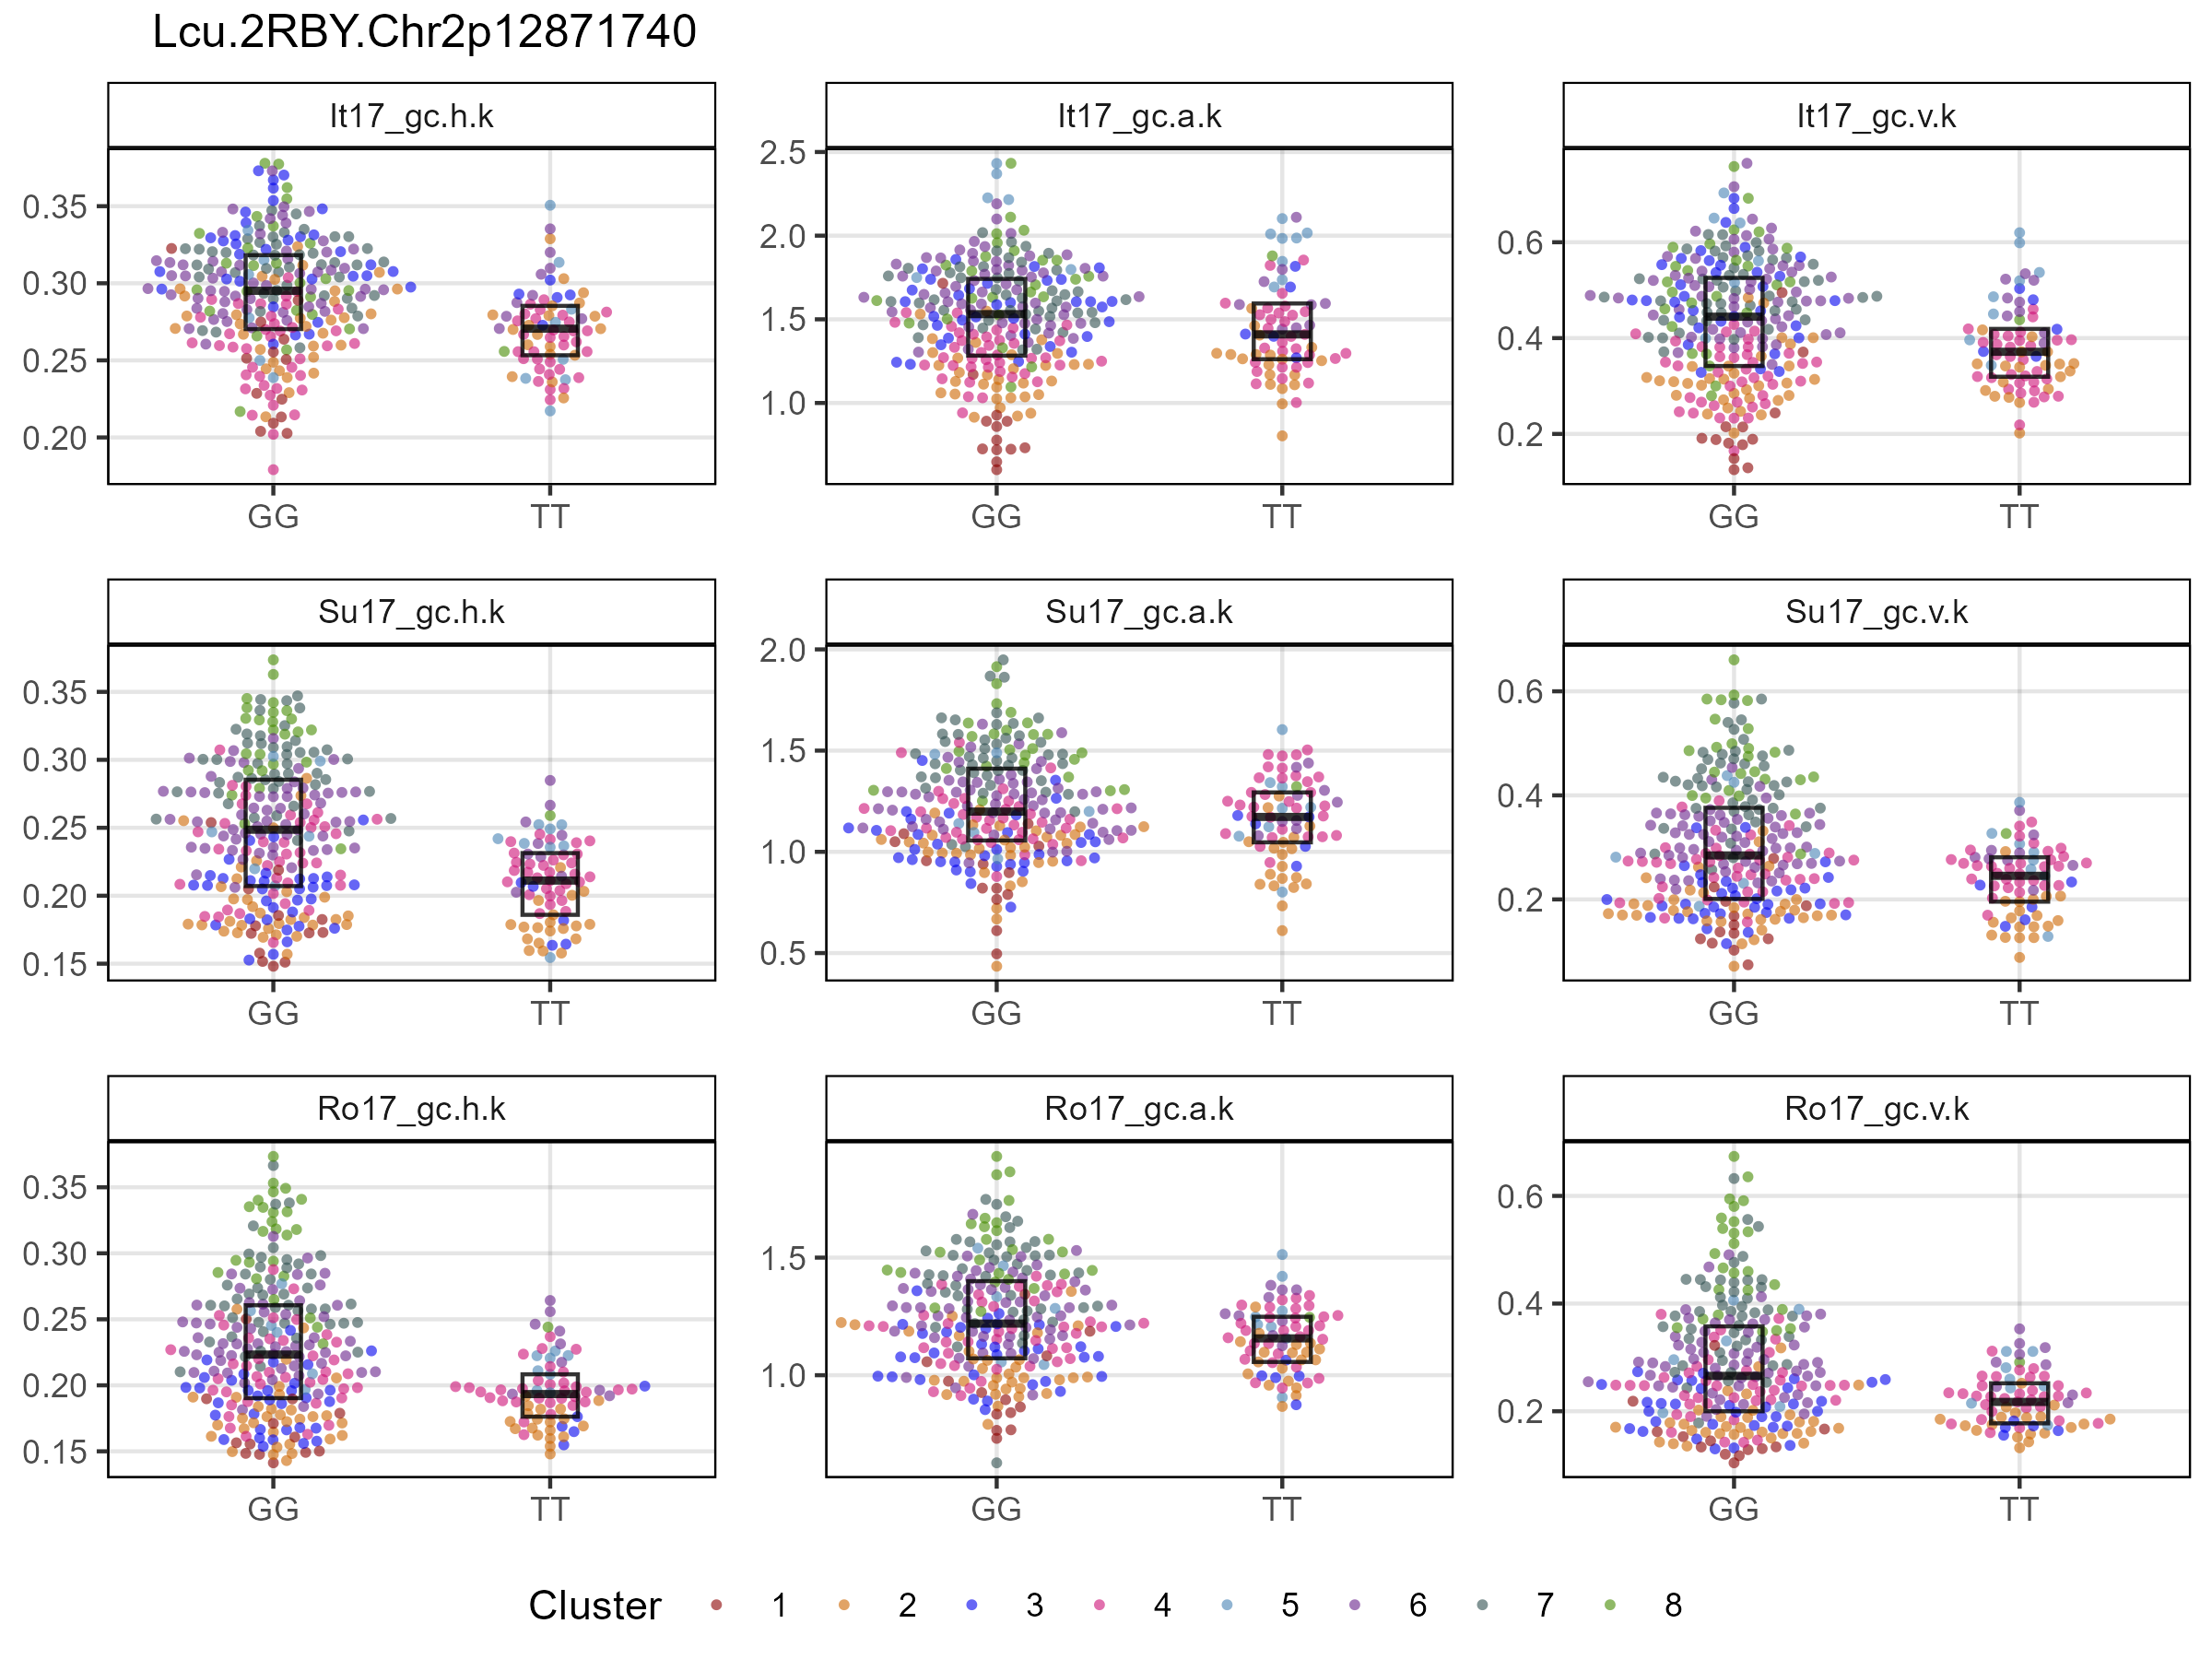 Lcu.2RBY.Chr2p12871740
It17_gc.h.k
It17_gc.a.k
It17_gc.v.k
0.35
0.30
0.25
0.20
GG TT
2.5
2.0
1.5
1.0
GG TT
0.6
0.4
0.2
GG TT
Su17_gc.h.k
Su17_gc.a.k
Su17_gc.v.k
0.35
0.30
0.25
0.20
0.15
GG TT
2.0
1.5
1.0
0.5
GG TT
0.6
0.4
0.2
GG TT
Ro17_gc.h.k
Ro17_gc.a.k
Ro17_gc.v.k
0.35
0.30
0.25
0.20
0.15
GG TT
1.5
1.0
GG TT
0.6
0.4
0.2
GG TT
Cluster 1 2 3 4 5 6 7 8